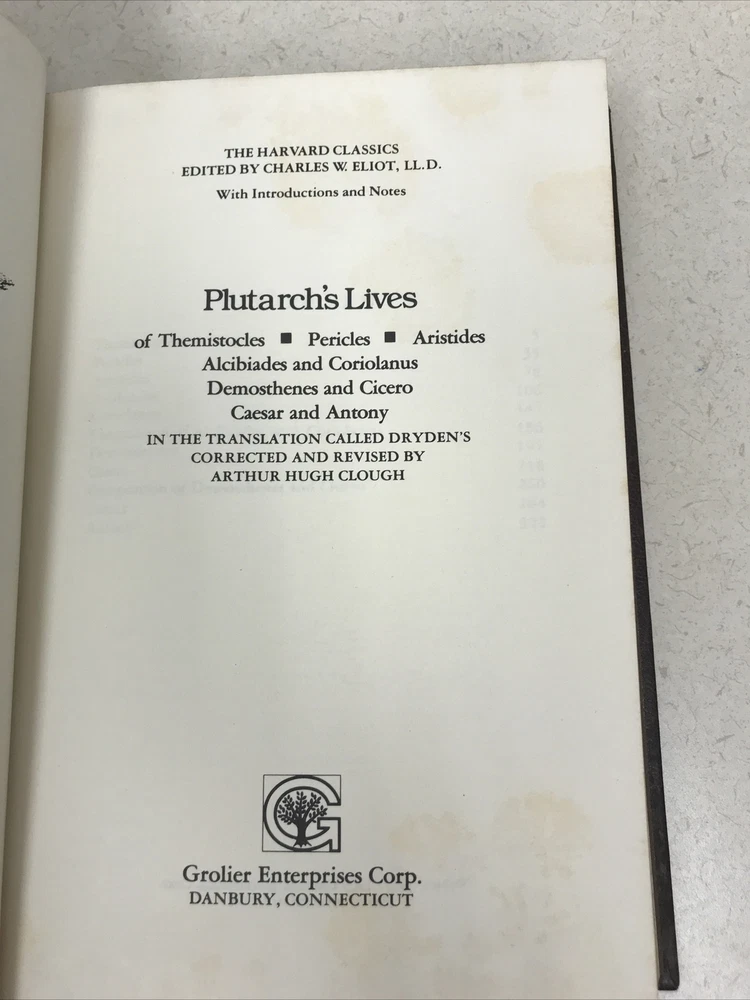 THE HARVARD CLASSICS
EDITED BY CHARLES W. ELIOT, LL.D.
With Introductions and Notes
Plutarch's Lives
of Themistocles ■ Pericles ■ Aristides
Alcibiades and Coriolanus
Demosthenes and Cicero
Caesar and Antony
IN THE TRANSLATION CALLED DRYDEN'S
CORRECTED AND REVISED BY
ARTHUR HUGH CLOUGH
G
Grolier Enterprises Corp.
DANBURY, CONNECTICUT